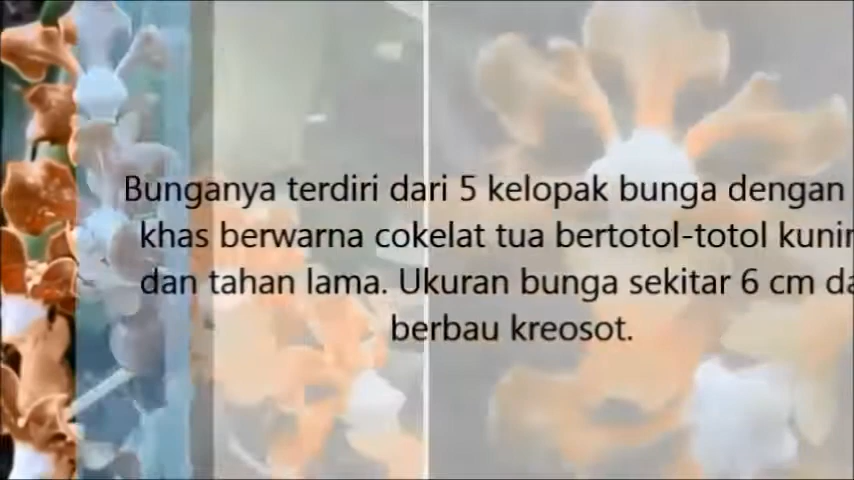 Bunganya terdiri dari 5 kelopak bunga dengan
khas berwarna cokelat tua bertotol-totol
dan tahan lama. Ukuran bunga sekitar 6 cm
berbau kreosot.